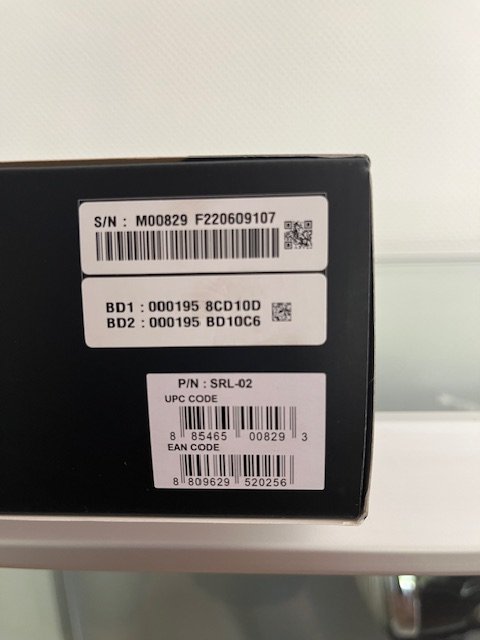 S/N : M00829 F220609107
BD1 : 000195 8CD10D
BD2 : 000195 BD10C6
P/N : SRL-02
UPC CODE
8 85465 00829 3
EAN CODE
8 809629 520256